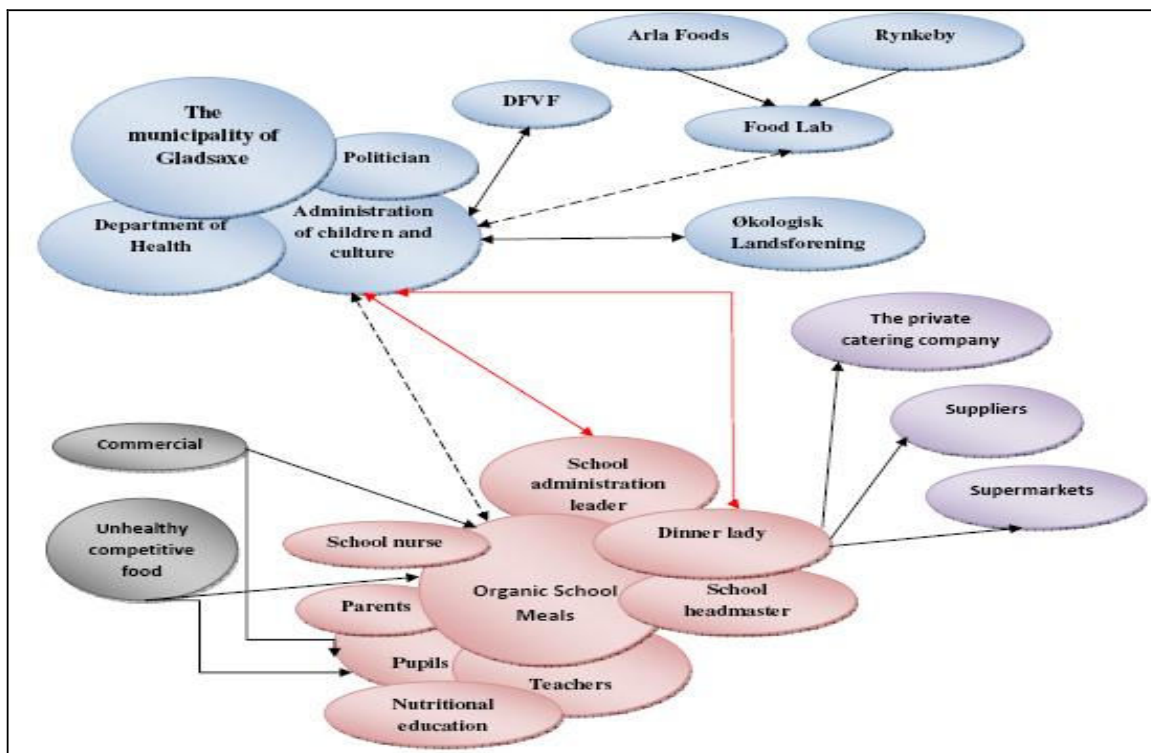 Arla Foods
Rynkeby
DFVF
Food Lab
The
municipality of
Gladsaxe
Politician
Department of
Health
Administration
of children and
culture
Økologisk
Landsforening
The private
catering company
Suppliers
Supermarkets
Commercial
Unhealthy
competitive
food
School
administration
leader
School nurse
Dinner lady
Organic School
Meals
School
headmaster
Parents
Pupils
Teachers
Nutritional
education